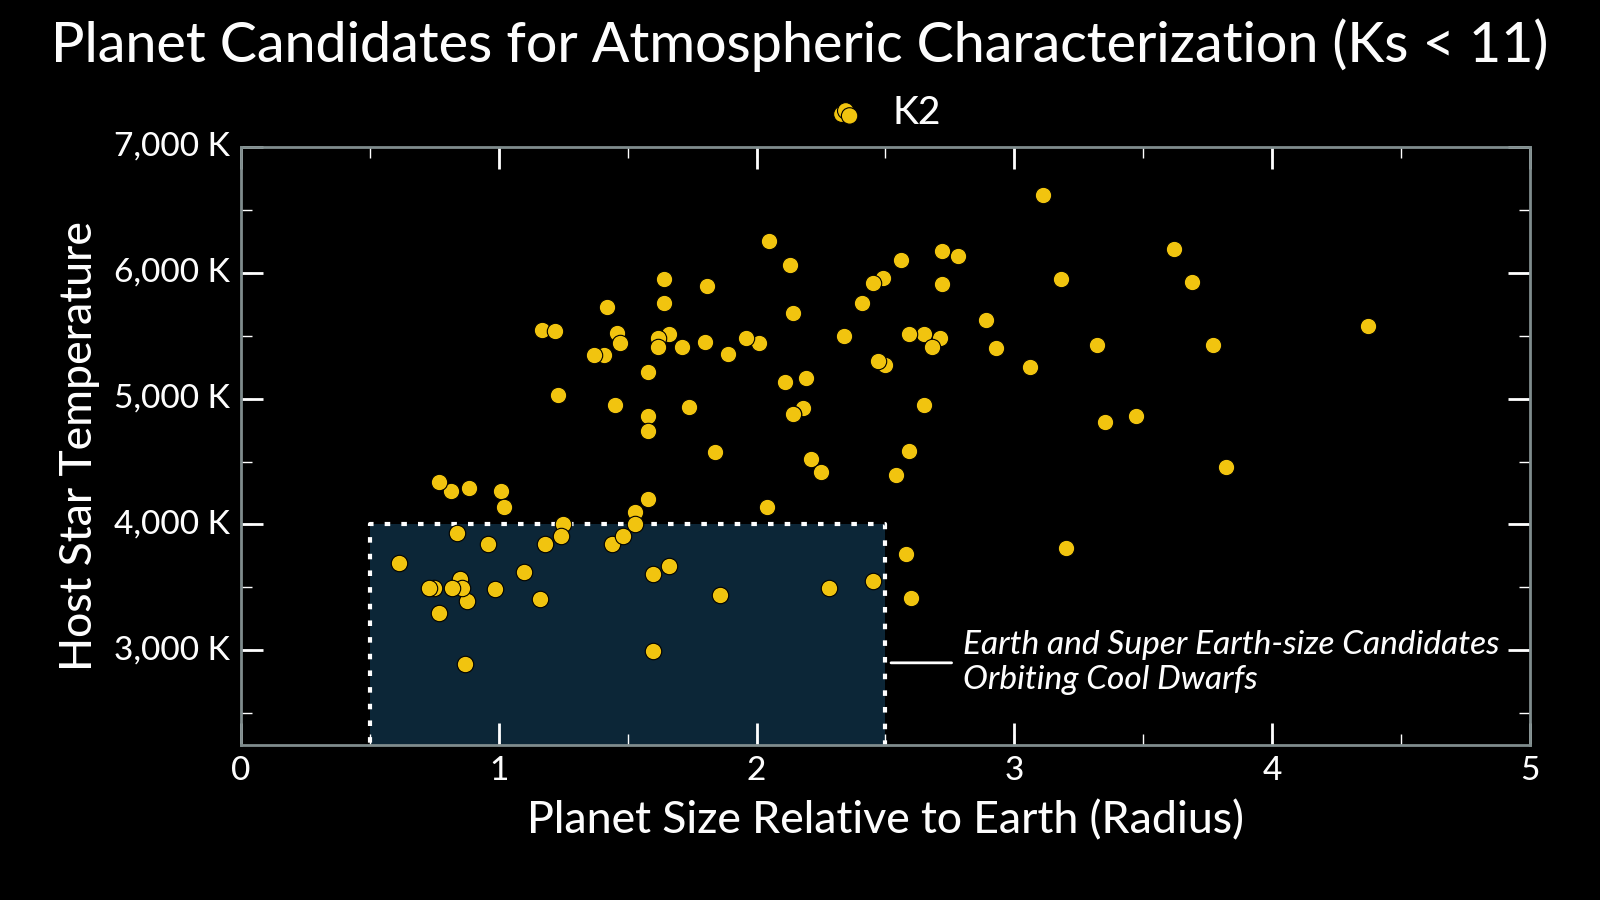 Planet Candidates for Atmospheric Characterization (Ks < 11)
K2
7,000 K
6,000 K
5,000 K
4,000 K
3,000 K
Host Star Temperature
Earth and Super Earth-size Candidates
Orbiting Cool Dwarfs
0 1 2 3 4 5
Planet Size Relative to Earth (Radius)